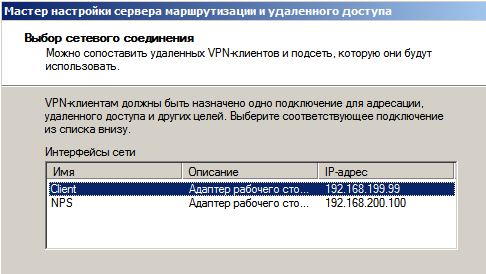 Мастер настройки сервера маршрутизации и удаленного доступа
Выбор сетевого соединения
Можно сопоставить удаленных VPN-клиентов и подсеть, которую они будут
использовать.
VPN-клиентам должны быть назначено одно подключение для адресации,
удаленного доступа и других целей. Выберите соответствующее подключение
из списка внизу.
Интерфейсы сети
Имя Описание IP-адрес
Client Адаптер рабочего сто... 192.168.199.99
NPS Адаптер рабочего сто... 192.168.200.100